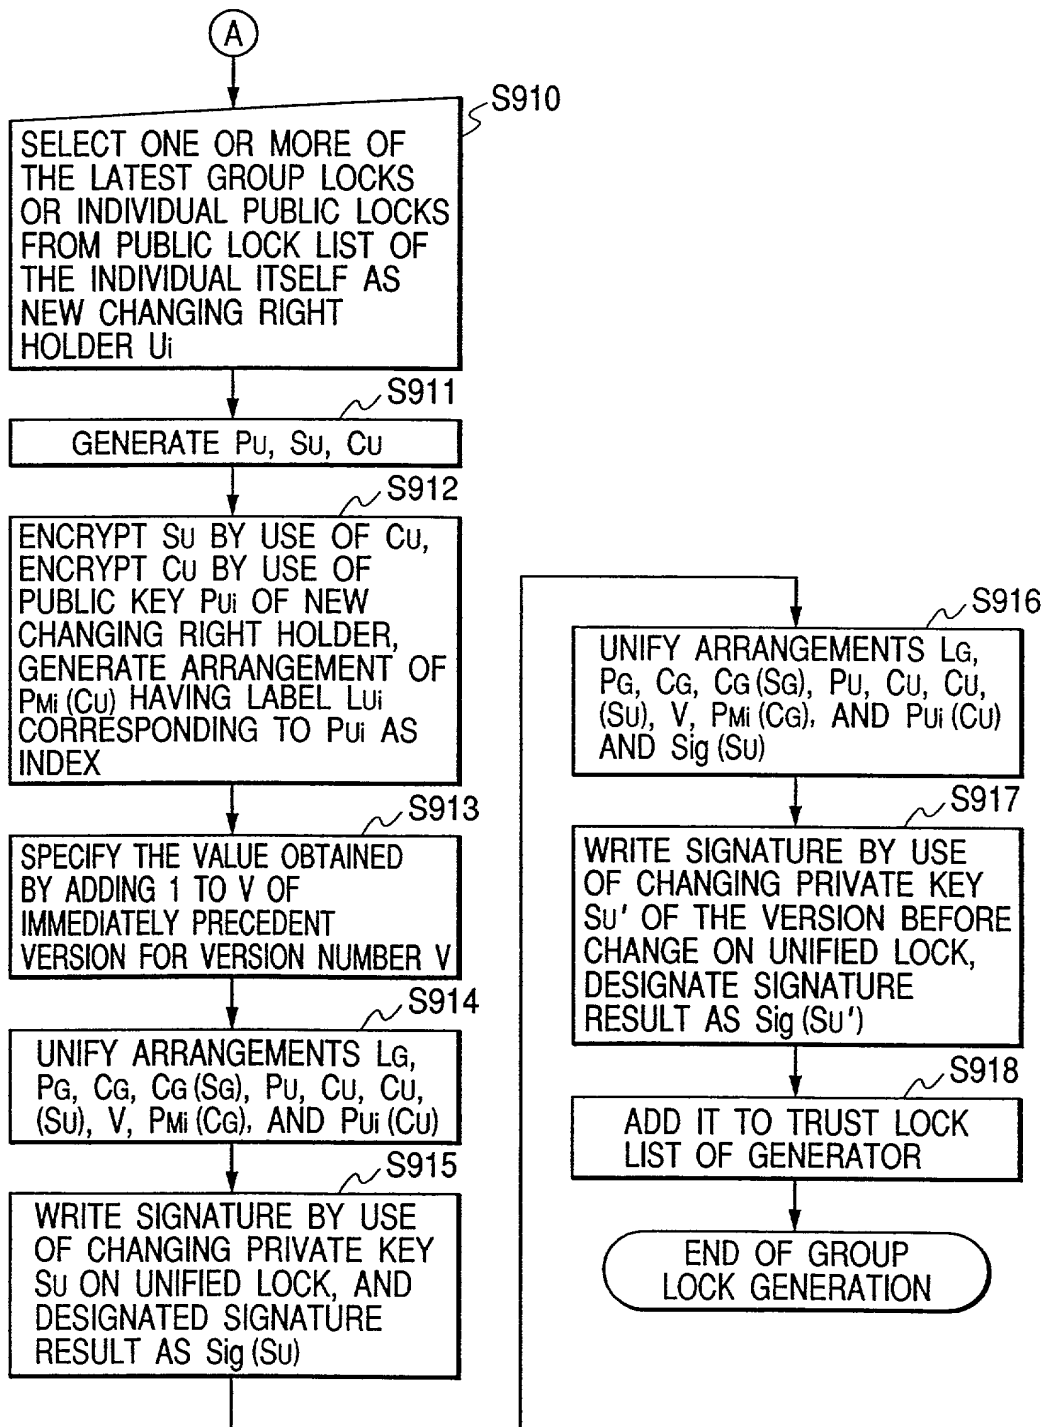 A
S910
SELECT ONE OR MORE OF
THE LATEST GROUP LOCKS
OR INDIVIDUAL PUBLIC LOCKS
FROM PUBLIC LOCK LIST OF
THE INDIVIDUAL ITSELF AS
NEW CHANGING RIGHT
HOLDER Ui
S911
GENERATE PU, SU, CU
S912
ENCRYPT SU BY USE OF CU,
ENCRYPT CU BY USE OF
PUBLIC KEY PUi OF NEW
CHANGING RIGHT HOLDER,
GENERATE ARRANGEMENT OF
PMi (CU) HAVING LABEL LUi
CORRESPONDING TO PUi AS
INDEX
S913
SPECIFY THE VALUE OBTAINED
BY ADDING 1 TO V OF
IMMEDIATELY PRECEDENT
VERSION FOR VERSION NUMBER V
S914
UNIFY ARRANGEMENTS LG,
PG, CG, CG (SG), PU, CU, CU,
(SU), V, PMi (CG), AND PUi (CU)
S915
WRITE SIGNATURE BY USE
OF CHANGING PRIVATE KEY
SU ON UNIFIED LOCK, AND
DESIGNATED SIGNATURE
RESULT AS Sig (SU)
S916
UNIFY ARRANGEMENTS LG,
PG, CG, CG (SG), PU, CU, CU,
(SU), V, PMi (CG), AND PUi (CU)
AND Sig (SU)
S917
WRITE SIGNATURE BY USE
OF CHANGING PRIVATE KEY
SU' OF THE VERSION BEFORE
CHANGE ON UNIFIED LOCK,
DESIGNATE SIGNATURE
RESULT AS Sig (SU')
S918
ADD IT TO TRUST LOCK
LIST OF GENERATOR
END OF GROUP
LOCK GENERATION